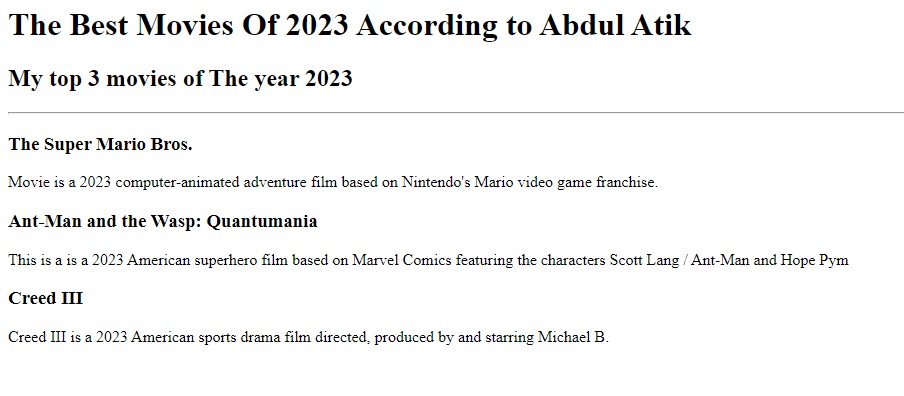 The Best Movies Of 2023 According to Abdul Atik
My top 3 movies of The year 2023
The Super Mario Bros.
Movie is a 2023 computer-animated adventure film based on Nintendo's Mario video game franchise.
Ant-Man and the Wasp: Quantumania
This is a is a 2023 American superhero film based on Marvel Comics featuring the characters Scott Lang / Ant-Man and Hope Pym
Creed III
Creed III is a 2023 American sports drama film directed, produced by and starring Michael B.